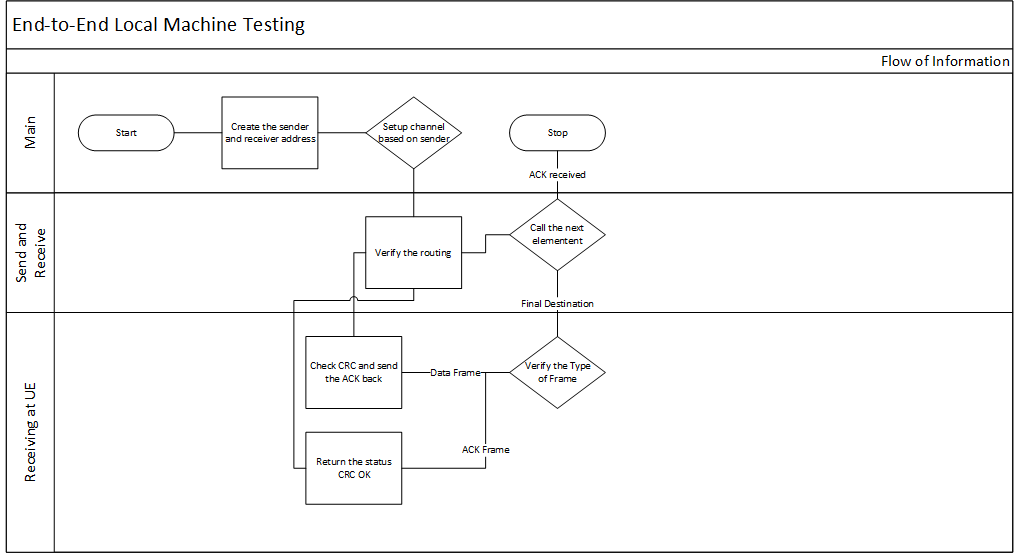 End-to-End Local Machine Testing
Flow of Information
Main
Start
Create the sender
and receiver address
Setup channel
based on sender
Stop
ACK received
Send and
Receive
Verify the routing
Call the next
elementent
Final Destination
Receiving at UE
Check CRC and send
the ACK back
Data Frame
Verify the Type
of Frame
ACK Frame
Return the status
CRC OK